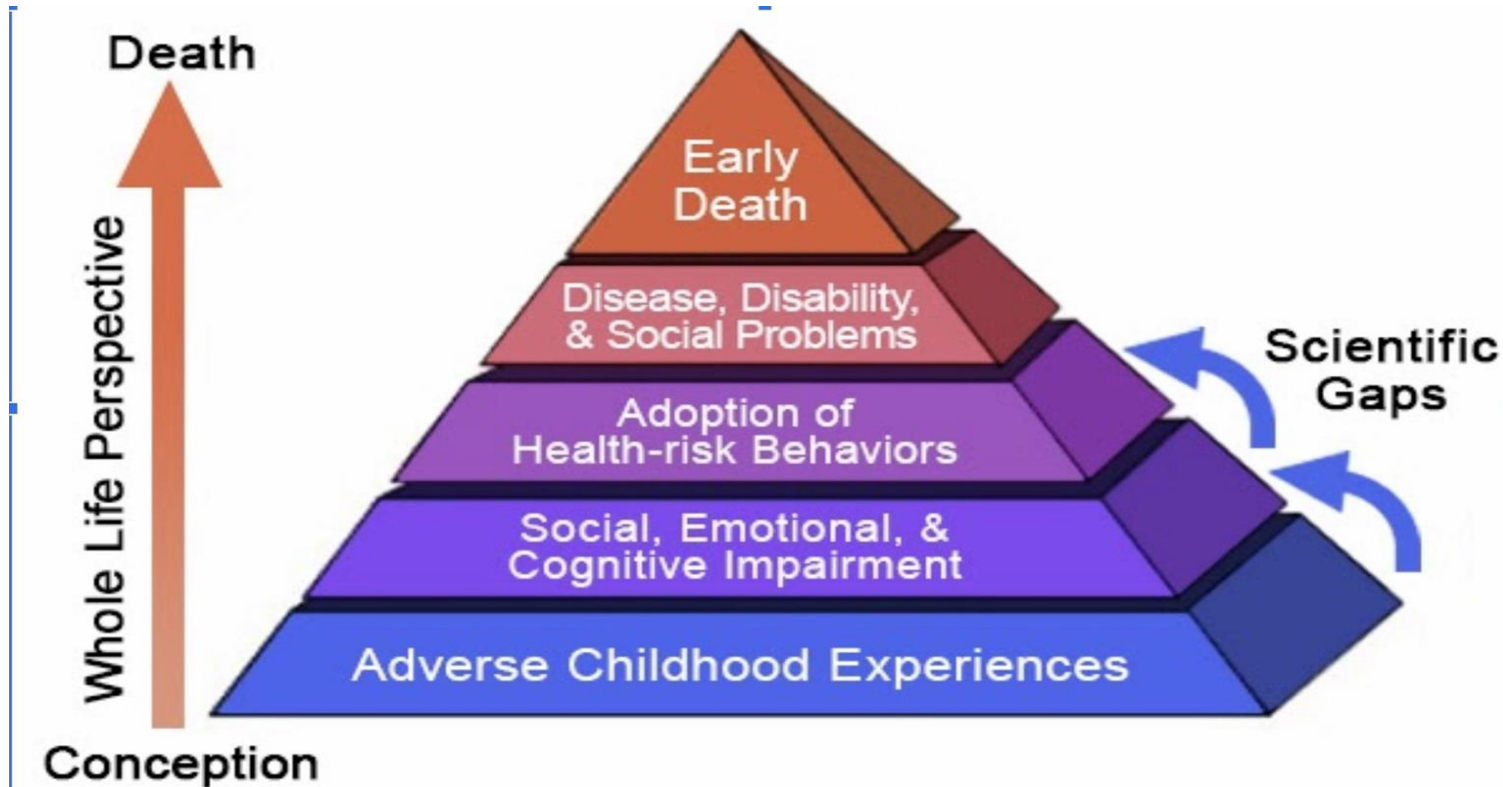 Death
Whole Life Perspective
Conception
Early
Death
Disease, Disability,
& Social Problems
Adoption of
Health-risk Behaviors
Social, Emotional, &
Cognitive Impairment
Adverse Childhood Experiences
Scientific
Gaps